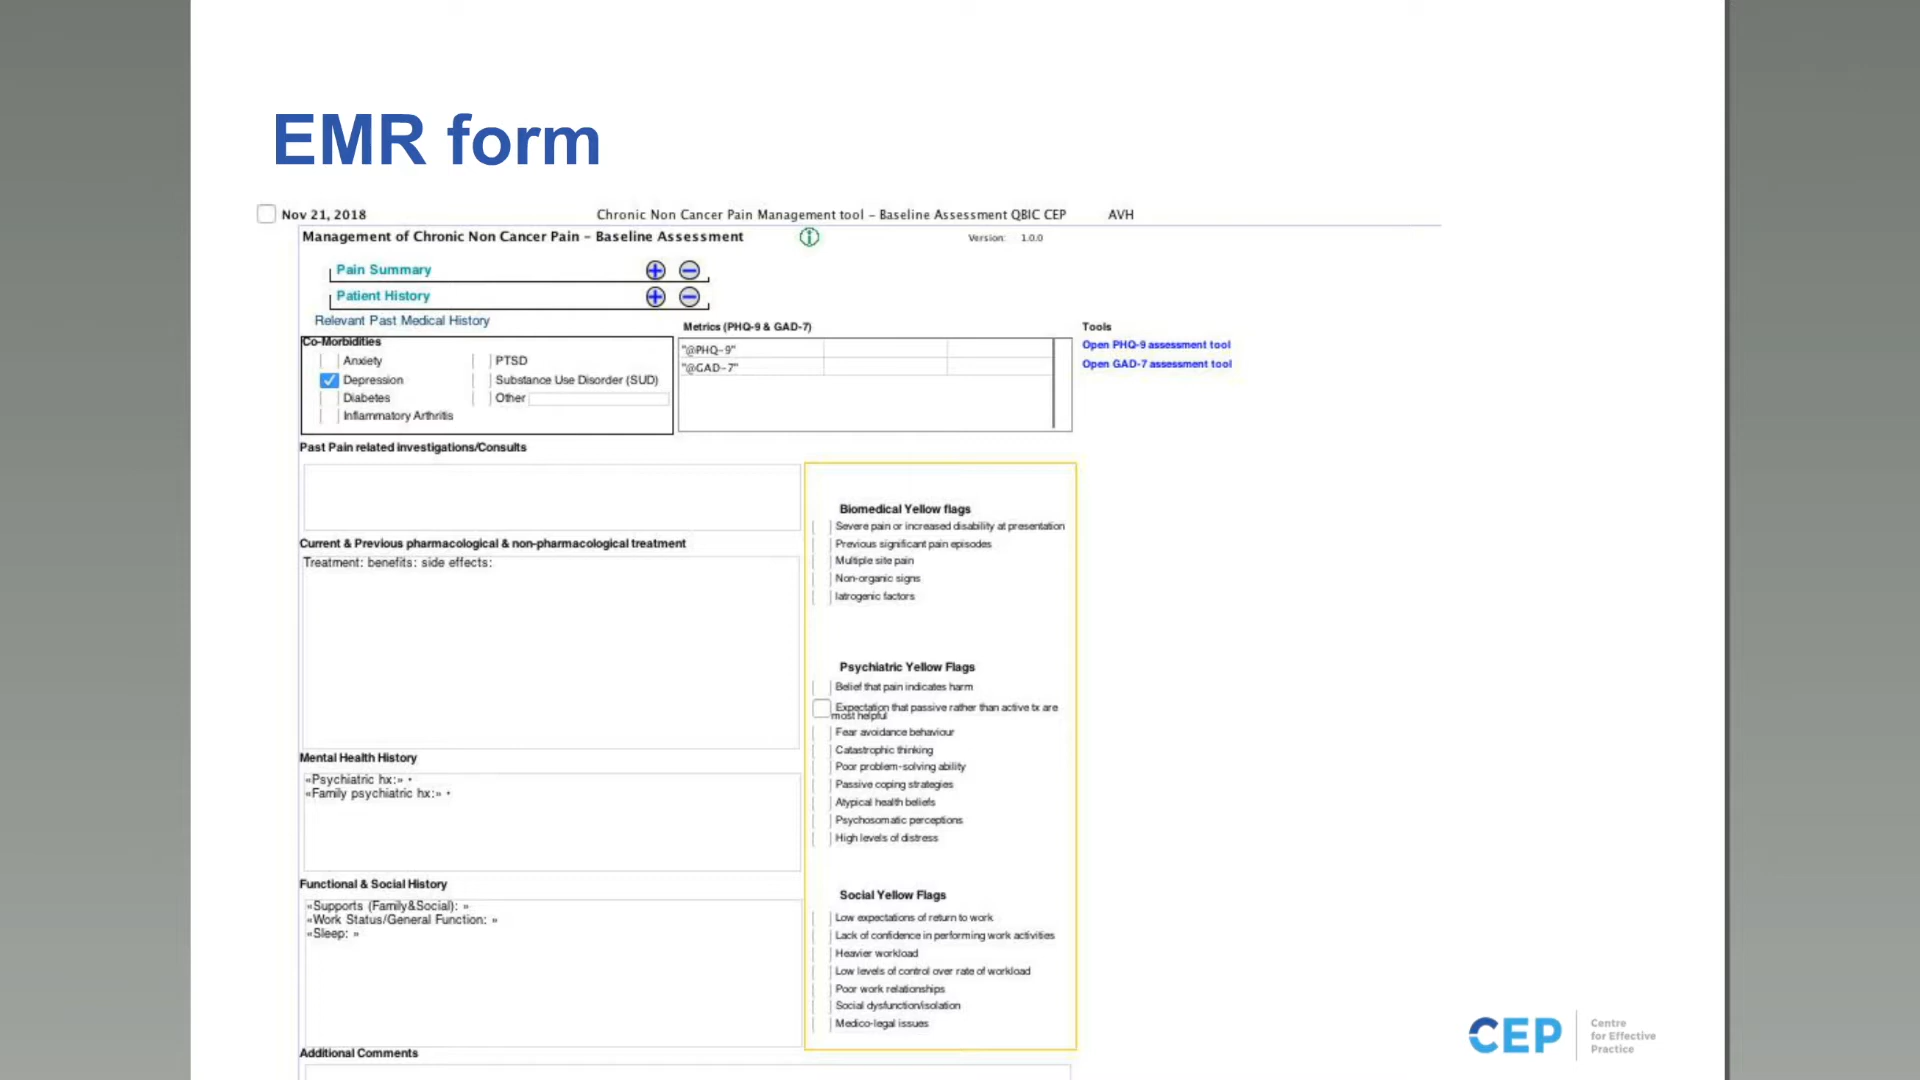 EMR form
Nov 21, 2018 Chronic Non Cancer Pain Management tool – Baseline Assessment QBIC CEP AVH
Management of Chronic Non Cancer Pain – Baseline Assessment Version: 1.0.0
Pain Summary
Patient History
Relevant Past Medical History
Metrics (PHQ-9 & GAD-7)
Tools
Co-Morbidities
Anxiety
PTSD
Depression
Substance Use Disorder (SUD)
Diabetes
Other
Inflammatory Arthritis
"@PHQ-9"
"@GAD-7"
Open PHQ-9 assessment tool
Open GAD-7 assessment tool
Past Pain related investigations/Consults
Current & Previous pharmacological & non-pharmacological treatment
Treatment: benefits: side effects:
Mental Health History
«Psychiatric hx:» •
«Family psychiatric hx:» •
Functional & Social History
«Supports (Family&Social): »
«Work Status/General Function: »
«Sleep: »
Additional Comments
Biomedical Yellow flags
Severe pain or increased disability at presentation
Previous significant pain episodes
Multiple site pain
Non-organic signs
Iatrogenic factors
Psychiatric Yellow Flags
Belief that pain indicates harm
Expectation that passive rather than active tx are
most helpful
Fear avoidance behaviour
Catastrophic thinking
Poor problem-solving ability
Passive coping strategies
Atypical health beliefs
Psychosomatic perceptions
High levels of distress
Social Yellow Flags
Low expectations of return to work
Lack of confidence in performing work activities
Heavier workload
Low levels of control over rate of workload
Poor work relationships
Social dysfunction/isolation
Medico-legal issues
CEP
Centre
for Effective
Practice